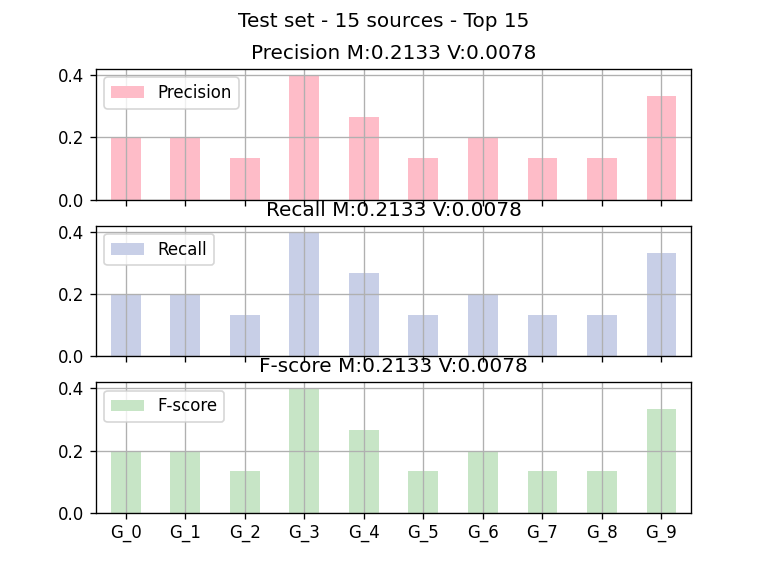 Test set - 15 sources - Top 15
Precision M:0.2133 V:0.0078
0.4
Precision
0.2
0.0
Recall M:0.2133 V:0.0078
0.4
Recall
0.2
0.0
F-score M:0.2133 V:0.0078
0.4
F-score
0.2
0.0
G_0 G_1 G_2 G_3 G_4 G_5 G_6 G_7 G_8 G_9